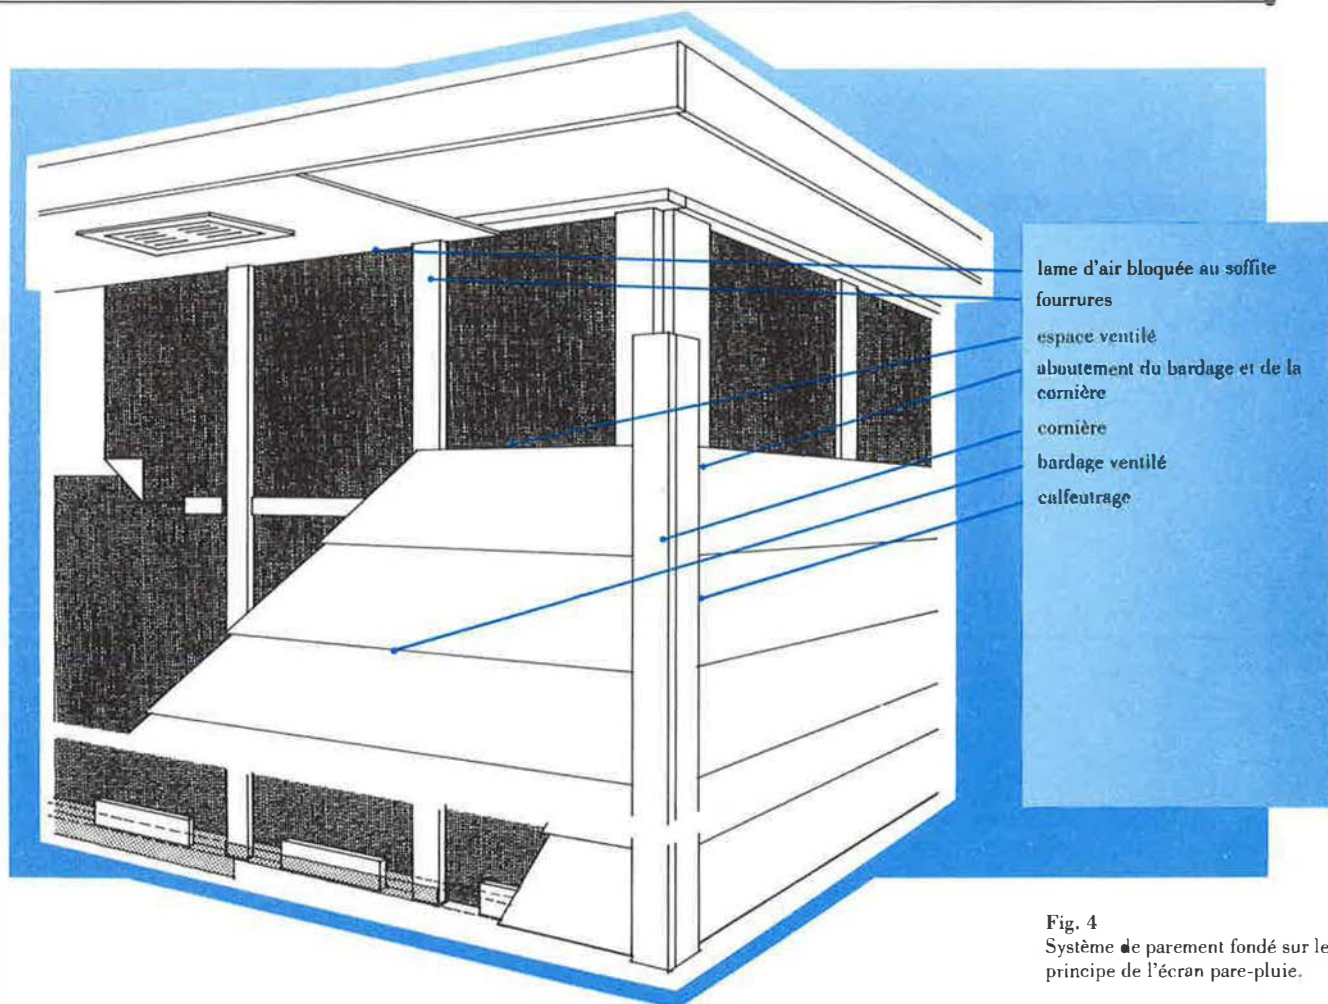 lame d'air bloquée au soffite
fourrures
espace ventilé
aboutement du bardage et de la
cornière
cornière
bardage ventilé
calfeutrage
Fig. 4
Système de parement fondé sur le
principe de l'écran pare-pluie.